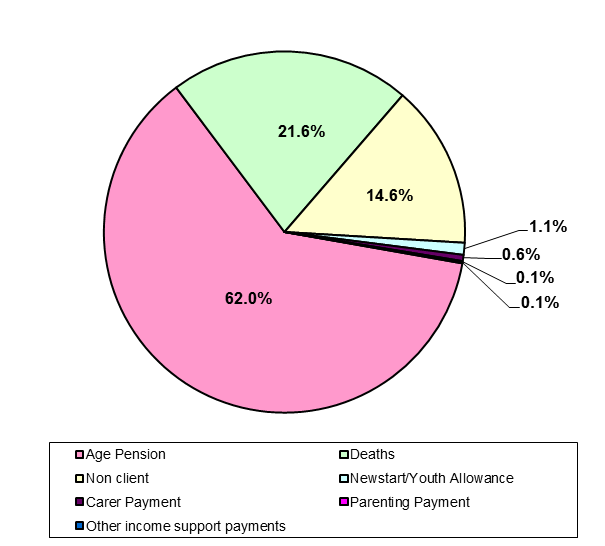 21.6%
14.6%
1.1%
0.6%
0.1%
0.1%
62.0%
Age Pension
Deaths
Non client
Newstart/Youth Allowance
Carer Payment
Parenting Payment
Other income support payments